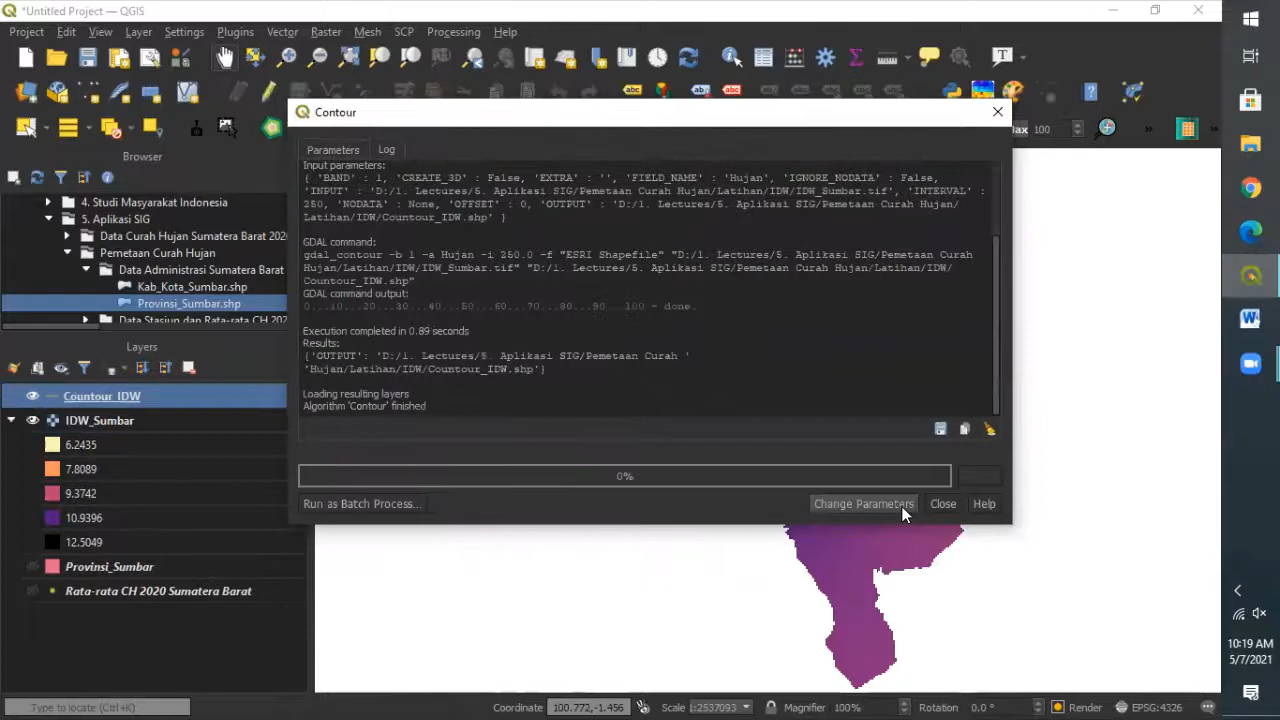 *Untitled Project — QGIS
Project Edit View Layer Settings Plugins Vector Raster Mesh SCP Processing Help
Contour
Max 100
Browser
Parameters Log
Input parameters:
{ 'BAND' : 1, 'CREATE_3D' : False, 'EXTRA' : '', 'FIELD_NAME' : 'Hujan', 'IGNORE_NODATA' : False,
'INPUT' : 'D:/1. Lectures/5. Aplikasi SIG/Pemetaan Curah Hujan/Latihan/IDW/IDW_Sumbar.tif', 'INTERVAL' :
250, 'NODATA' : None, 'OFFSET' : 0, 'OUTPUT' : 'D:/1. Lectures/5. Aplikasi SIG/Pemetaan Curah Hujan/
Latihan/IDW/Countour_IDW.shp' }
GDAL command:
gdal_contour -b 1 -a Hujan -i 250.0 -f "ESRI Shapefile" "D:/1. Lectures/5. Aplikasi SIG/Pemetaan Curah
Hujan/Latihan/IDW/IDW_Sumbar.tif" "D:/1. Lectures/5. Aplikasi SIG/Pemetaan Curah Hujan/Latihan/IDW/
Countour_IDW.shp"
GDAL command output:
0...10...20...30...40...50...60...70...80...90...100 - done.
Execution completed in 0.89 seconds
Results:
{'OUTPUT': 'D:/1. Lectures/5. Aplikasi SIG/Pemetaan Curah '
'Hujan/Latihan/IDW/Countour_IDW.shp'}
Loading resulting layers
Algorithm 'Contour' finished
0%
Run as Batch Process...
Change Parameters Close Help
4. Studi Masyarakat Indonesia
5. Aplikasi SIG
Data Curah Hujan Sumatera Barat 2020
Pemetaan Curah Hujan
Data Administrasi Sumatera Barat
Kab_Kota_Sumbar.shp
Provinsi_Sumbar.shp
Data Stasiun dan Rata-rata CH 2020
Layers
Countour_IDW
IDW_Sumbar
6.2435
7.8089
9.3742
10.9396
12.5049
Provinsi_Sumbar
Rata-rata CH 2020 Sumatera Barat
Type to locate (Ctrl+K)
Coordinate 100.772,-1.456 Scale 1:2537093 Magnifier 100% Rotation 0.0 ° Render EPSG:4326
10:19 AM
5/7/2021